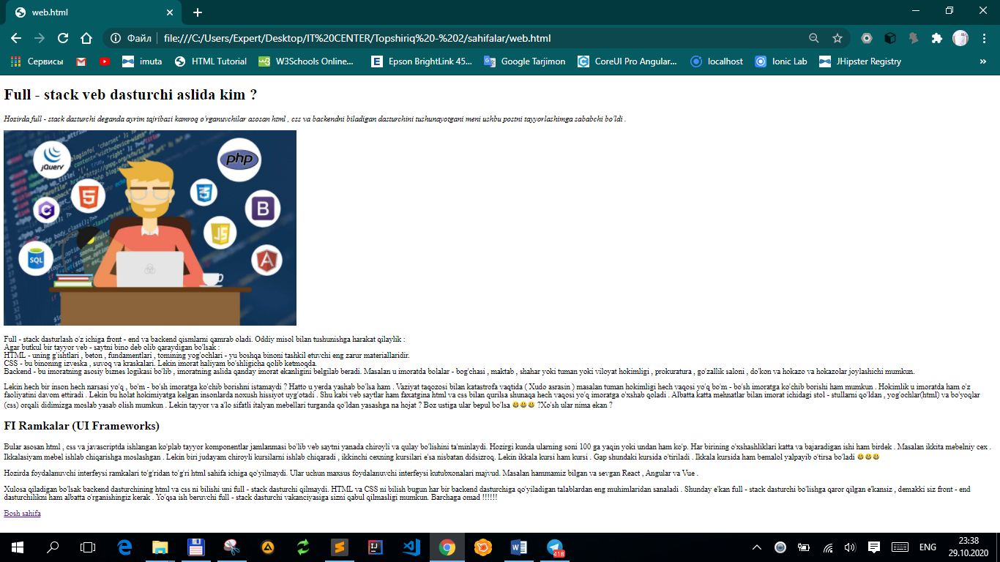 web.html
Файл
file:///C:/Users/Expert/Desktop/IT%20CENTER/Topshiriq%20-%202/sahifalar/web.html
Сервисы
imuta
HTML Tutorial
W3Schools Online...
Epson BrightLink 45...
Google Tarjimon
CoreUI Pro Angular...
localhost
Ionic Lab
JHipster Registry
»
Full - stack veb dasturchi aslida kim ?
Hozirda full - stack dasturchi deganda ayrim tajribasi kamroq o'rganuvchilar asosan html , css va backendni biladigan dasturchini tushunayotgani meni ushbu postni tayyorlashimga sababchi bo'ldi .
jQuery
php
5
3
C
B
JS
SQL
A
Full - stack dasturlash o'z ichiga front - end va backend qismlarni qamrab oladi. Oddiy misol bilan tushunishga harakat qilaylik :
Agar butkul bir tayyor veb - saytni bino deb olib qaraydigan bo'lsak :
HTML - uning g'ishtlari , beton , fundamentlari , tomining yog'ochlari - yu boshqa binoni tashkil etuvchi eng zarur materiallaridir.
CSS - bu binoning izveska , suvoq va kraskalari. Lekin imorat haliyam bo'shligicha qolib ketmoqda.
Backend - bu imoratning asosiy biznes logikasi bo'lib , imoratning aslida qanday imorat ekanligini belgilab beradi. Masalan u imoratda bolalar - bog'chasi , maktab , shahar yoki tuman yoki viloyat hokimligi , prokuratura , go'zallik saloni , do'kon va hokazo va hokazolar joylashichi mumkun.
Lekin hech bir inson hech narsasi yo'q , bo'm - bo'sh imoratga ko'chib borishni istamaydi ? Hatto u yerda yashab bo'lsa ham . Vaziyat taqozosi bilan katastrofa vaqtida ( Xudo asrasin ) masalan tuman hokimligi hech vaqosi yo'q bo'm - bo'sh imoratga ko'chib borishi ham mumkun . Hokimlik u imoratda ham o'z
faoliyatini davom ettiradi . Lekin bu holat hokimiyatga kelgan insonlarda noxush hissiyot uyg'otadi . Shu kabi veb saytlar ham faxatgina html va css bilan qurilsa shunaqa hech vaqosi yo'q imoratga o'xshab qoladi . Albatta katta mehnatlar bilan imorat ichidagi stol - stullarni qo'ldan , yog'ochlar(html) va bo'yoqlar
(css) orqali didimizga moslab yasab olish mumkun . Lekin tayyor va a'lo sifatli italyan mebellari turganda qo'ldan yasashga na hojat ? Boz ustiga ular bepul bo'lsa 😃😃😃 ?Xo'sh ular nima ekan ?
FI Ramkalar (UI Frameworks)
Bular asosan html , css va javascriptda ishlangan ko'plab tayyor komponentlar jamlanmasi bo'lib veb saytni yanada chiroyli va qulay bo'lishini ta'minlaydi. Hozirgi kunda ularning soni 100 ga yaqin yoki undan ham ko'p. Har birining o'xshashliklari katta va bajaradigan ishi ham birdek . Masalan ikkita mebelniy cex .
Ikkalasiyam mebel ishlab chiqarishga moslashgan . Lekin biri judayam chiroyli kursilarni ishlab chiqaradi , ikkinchi cexning kursilari e'sa nisbatan didsizroq. Lekin ikkala kursi ham kursi . Gap shundaki kursida o'tiriladi . Ikkala kursida ham bemalol yalpayib o'tirsa bo'ladi 😃😃😃
Hozirda foydalanuvchi interfeysi ramkalari to'g'ridan to'g'ri html sahifa ichiga qo'yilmaydi. Ular uchun maxsus foydalanuvchi interfeysi kutubxonalari majvud. Masalan hammamiz bilgan va sevgan React , Angular va Vue .
Xulosa qiladigan bo'lsak backend dasturchining html va css ni bilishi uni full - stack dasturchi qilmaydi. HTML va CSS ni bilish bugun har bir backend dasturchiga qo'yiladigan talablardan eng muhimlaridan sanaladi . Shunday e'kan full - stack dasturchi bo'lishga qaror qilgan e'kansiz , demakki siz front - end
dasturchilikni ham albatta o'rganishingiz kerak . Yo'qsa ish beruvchi full - stack dasturchi vakanciyasiga sizni qabul qilmasligi mumkun. Barchaga omad !!!!!!
Bosh sahifa
418
ENG
23:38
29.10.2020